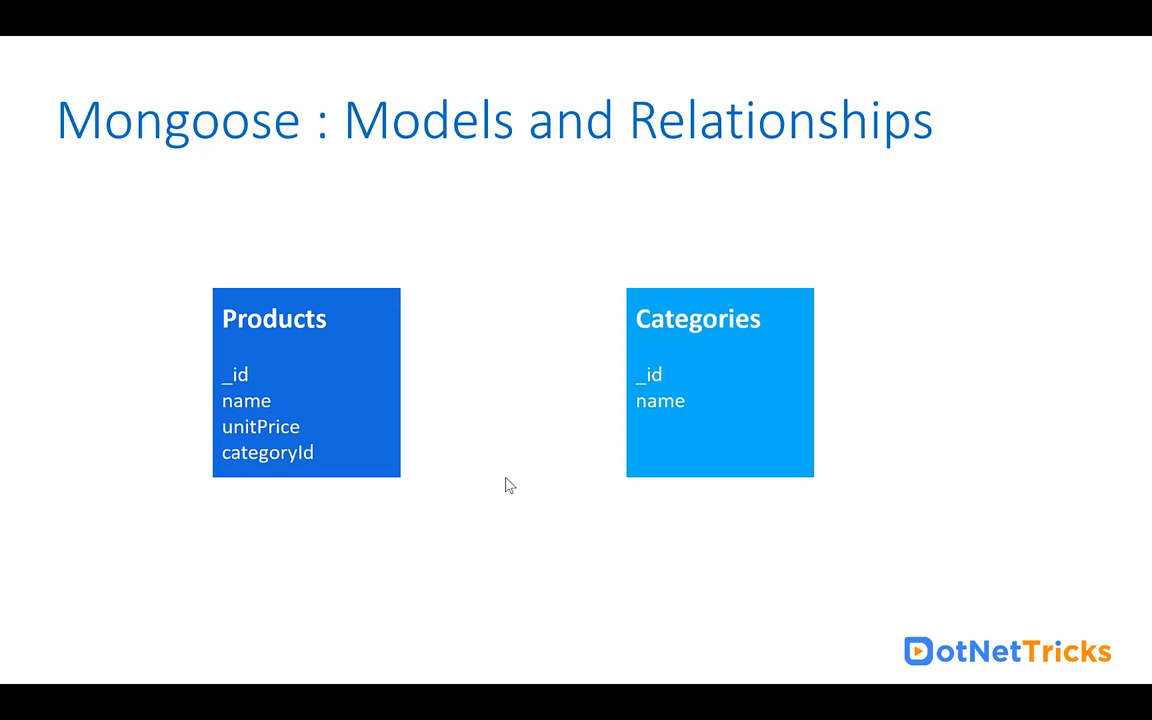 Mongoose : Models and Relationships
Products
_id
name
unitPrice
categoryId
Categories
_id
name
DotNetTricks